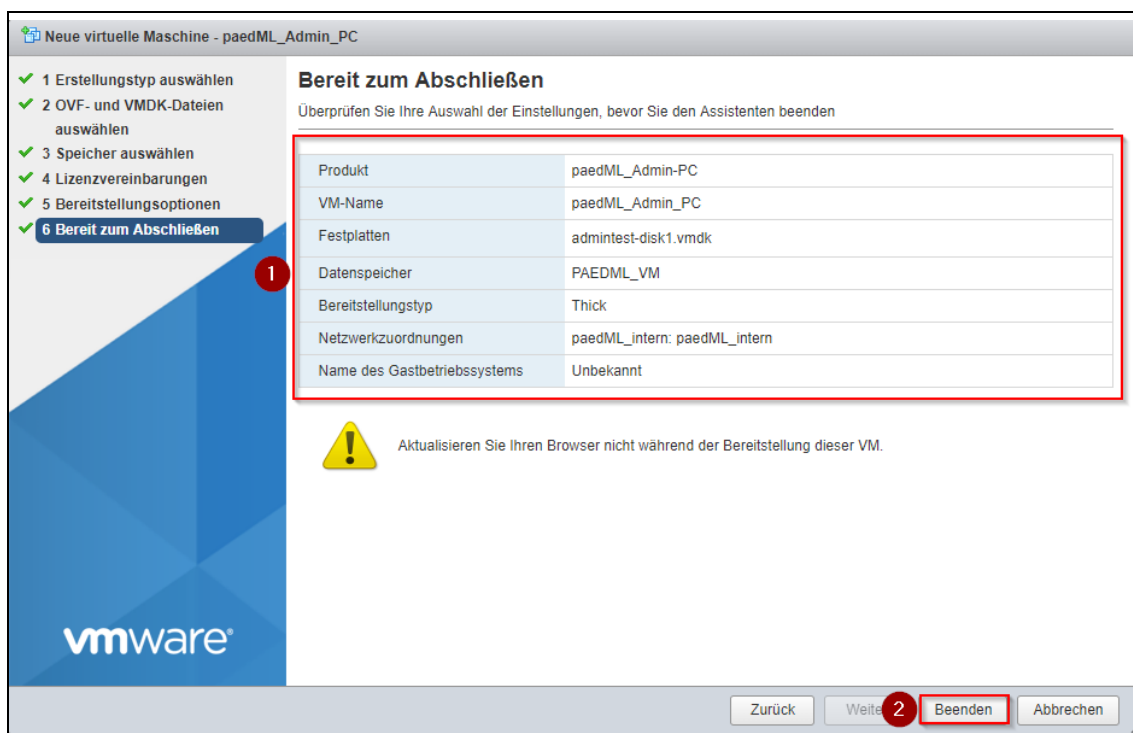 Neue virtuelle Maschine - paedML_Admin_PC
1 Erstellungstyp auswählen
2 OVF- und VMDK-Dateien
auswählen
3 Speicher auswählen
4 Lizenzvereinbarungen
5 Bereitstellungsoptionen
6 Bereit zum Abschließen
vmware®
Bereit zum Abschließen
Überprüfen Sie Ihre Auswahl der Einstellungen, bevor Sie den Assistenten beenden
1
Produkt paedML_Admin-PC
VM-Name paedML_Admin_PC
Festplatten admintest-disk1.vmdk
Datenspeicher PAEDML_VM
Bereitstellungstyp Thick
Netzwerkzuordnungen paedML_intern: paedML_intern
Name des Gastbetriebssystems Unbekannt
Aktualisieren Sie Ihren Browser nicht während der Bereitstellung dieser VM.
Zurück Weite 2 Beenden Abbrechen